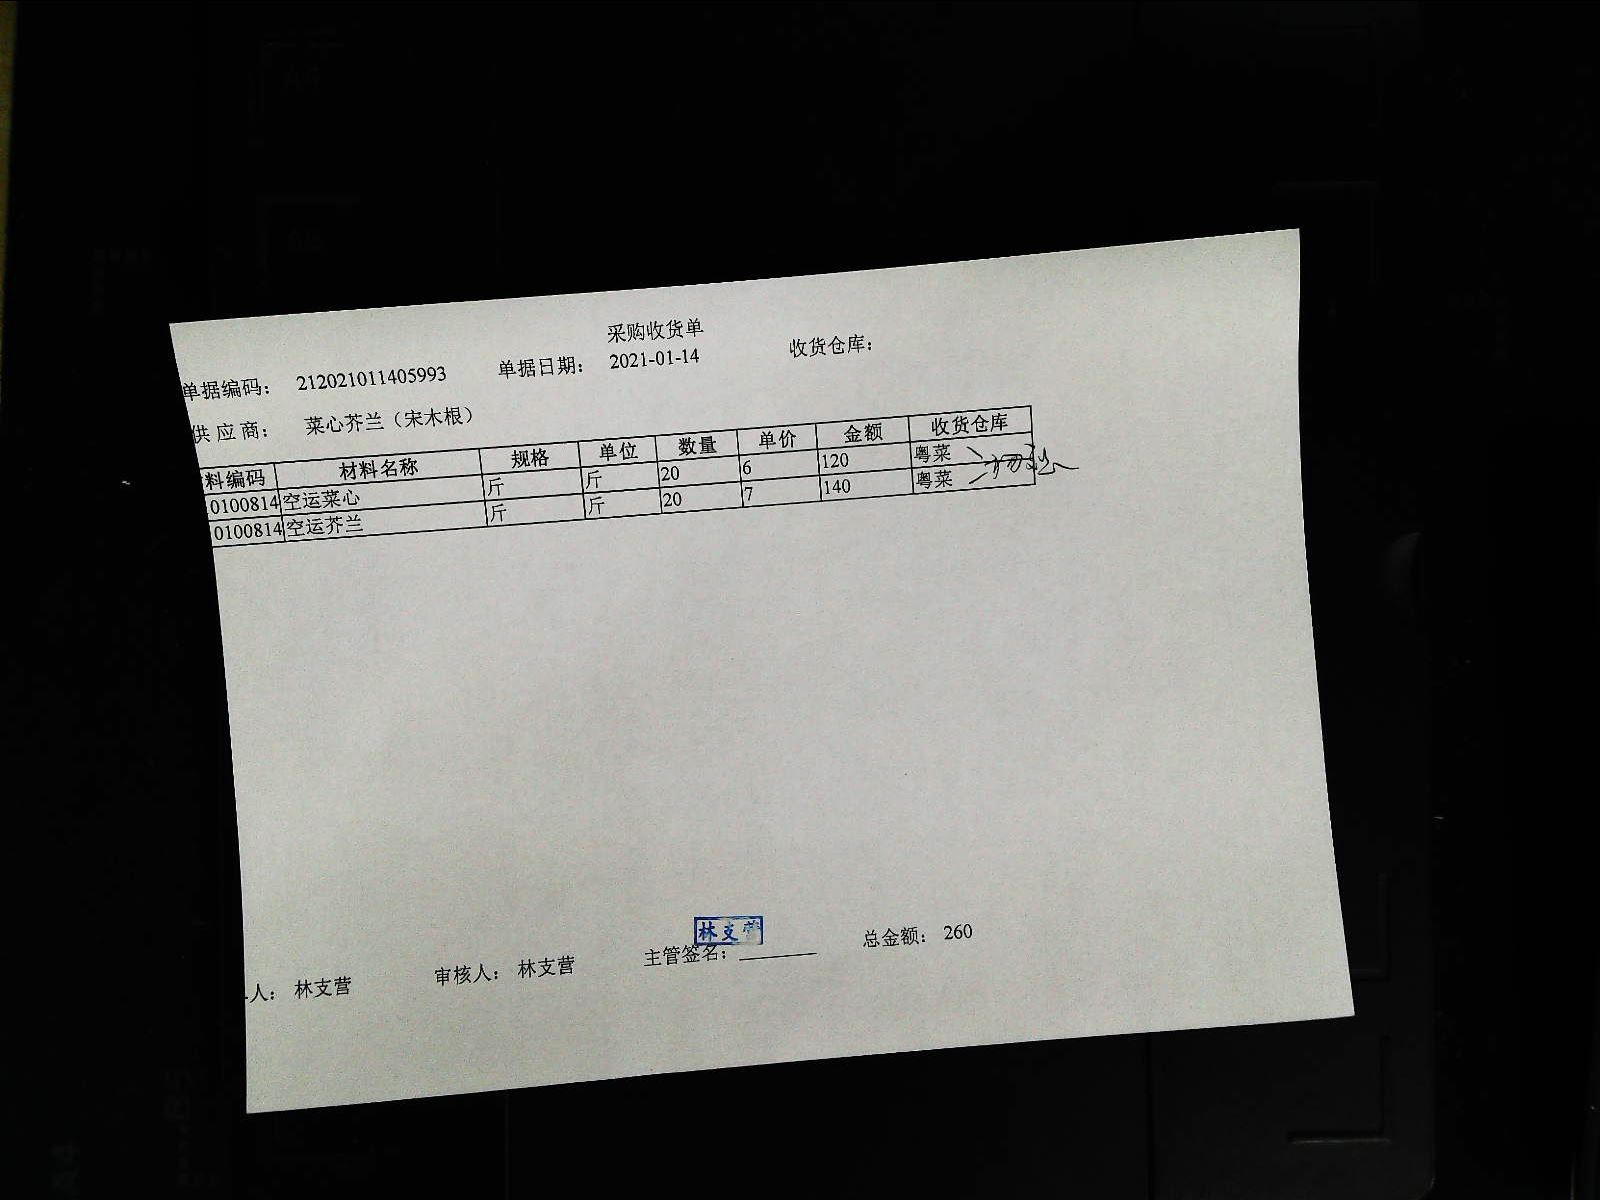 采购收货单
单据编码： 212021011405993 单据日期： 2021-01-14 收货仓库：
供应商： 菜心芥兰（宋木根）
料编码 材料名称 规格 单位 数量 单价 金额 收货仓库
0100814 空运菜心 斤 斤 20 6 120 粤菜
0100814 空运芥兰 斤 斤 20 7 140 粤菜
林支营
人： 林支营 审核人： 林支营 主管签名： 总金额： 260